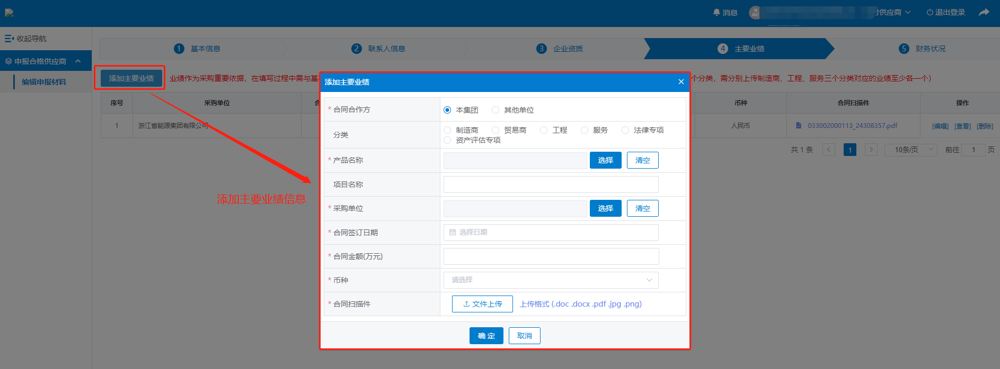 消息
供应商
退出登录
收起导航
1 基本信息
2 联系人信息
3 企业资质
4 主要业绩
5 财务状况
申报合格供应商
编辑申报材料
添加主要业绩
业绩作为采购重要依据，在填写过程中需与基
个分类，需分别上传制造商、工程、服务三个分类对应的业绩至少各一个）
序号 采购单位 合 币种 合同扫描件 操作
1 浙江省能源集团有限公司 人民币 033002000113_24308357.pdf [编辑] [查看] [删除]
共 1 条 1 10条/页 前往 1 页
添加主要业绩信息
添加主要业绩
* 合同合作方 本集团 其他单位
分类 制造商 贸易商 工程 服务 法律专项
资产评估专项
* 产品名称 选择 清空
项目名称
* 采购单位 选择 清空
* 合同签订日期 选择日期
* 合同金额(万元)
* 币种 请选择
* 合同扫描件 文件上传 上传格式 (.doc .docx .pdf .jpg .png)
确 定 取消